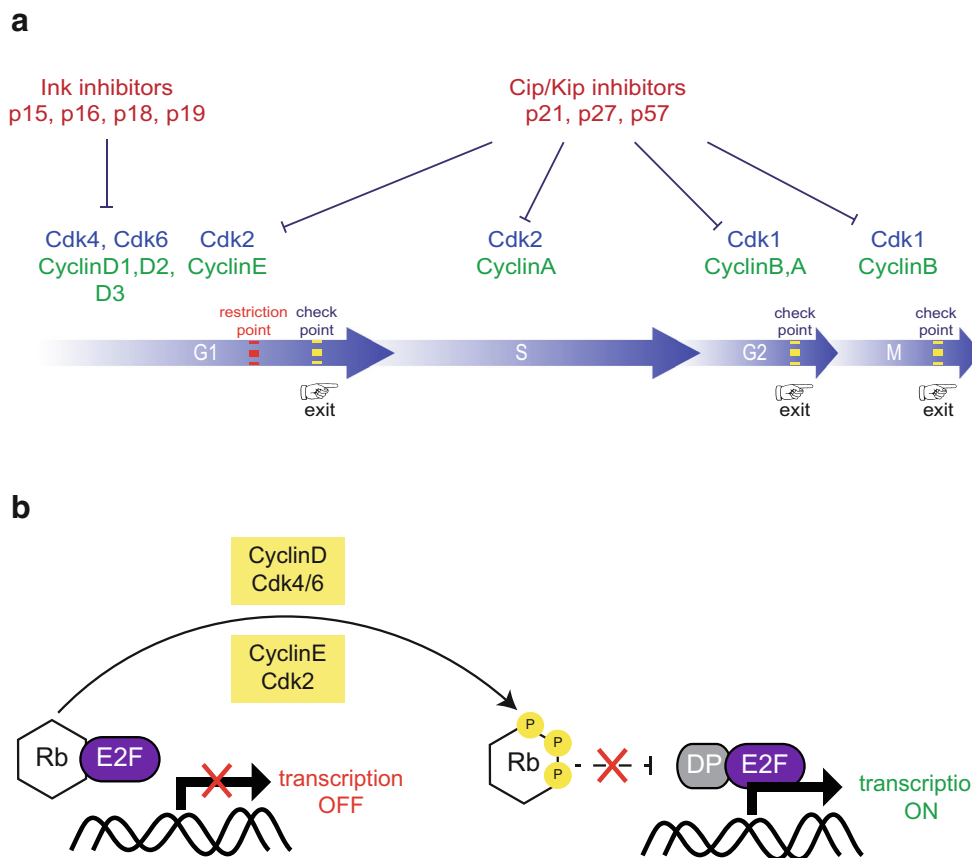 a
Ink inhibitors
p15, p16, p18, p19
Cip/Kip inhibitors
p21, p27, p57
Cdk4, Cdk6
CyclinD1,D2,
D3
Cdk2
CyclinE
Cdk2
CyclinA
Cdk1
CyclinB,A
Cdk1
CyclinB
restriction
point
check
point
check
point
check
point
G1
S
G2
M
exit
exit
exit
b
CyclinD
Cdk4/6
CyclinE
Cdk2
Rb
E2F
transcription
OFF
P
P
P
Rb
DP
E2F
transcriptio
ON